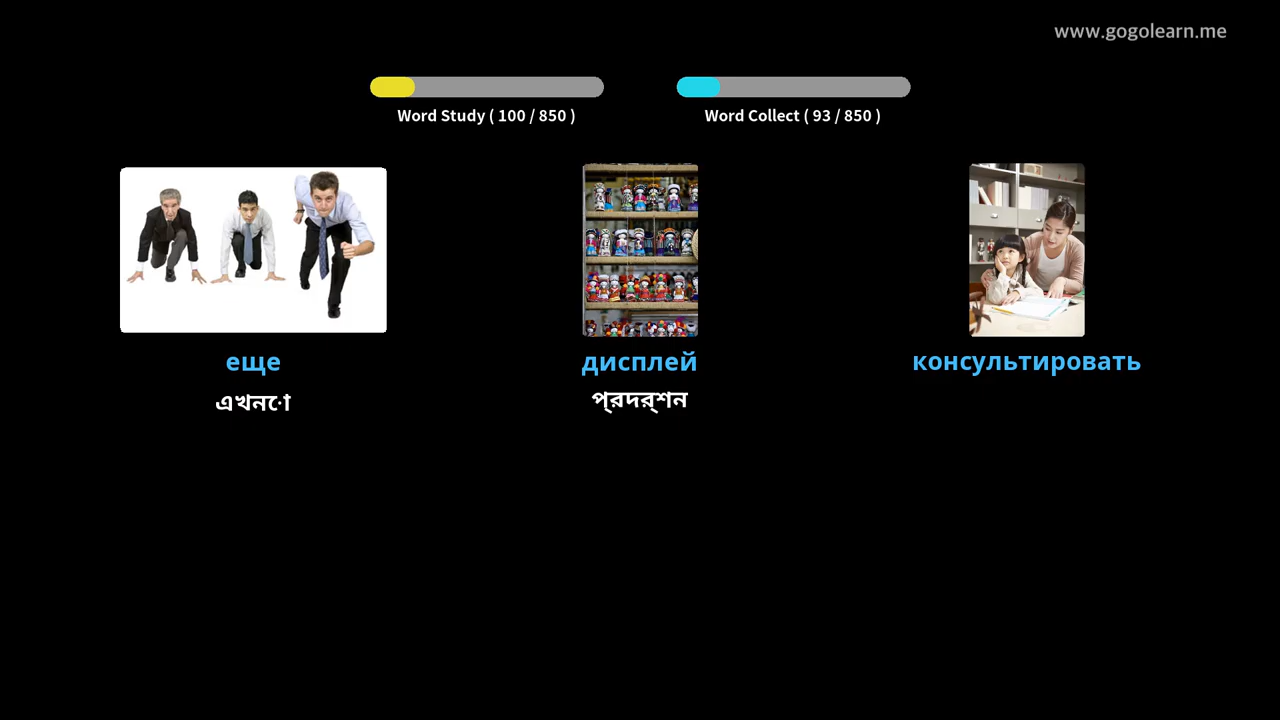 www.gogolearn.me
Word Study ( 100 / 850 )
Word Collect ( 93 / 850 )
еще
дисплей
консультировать
এখনো
প্রদর্শন